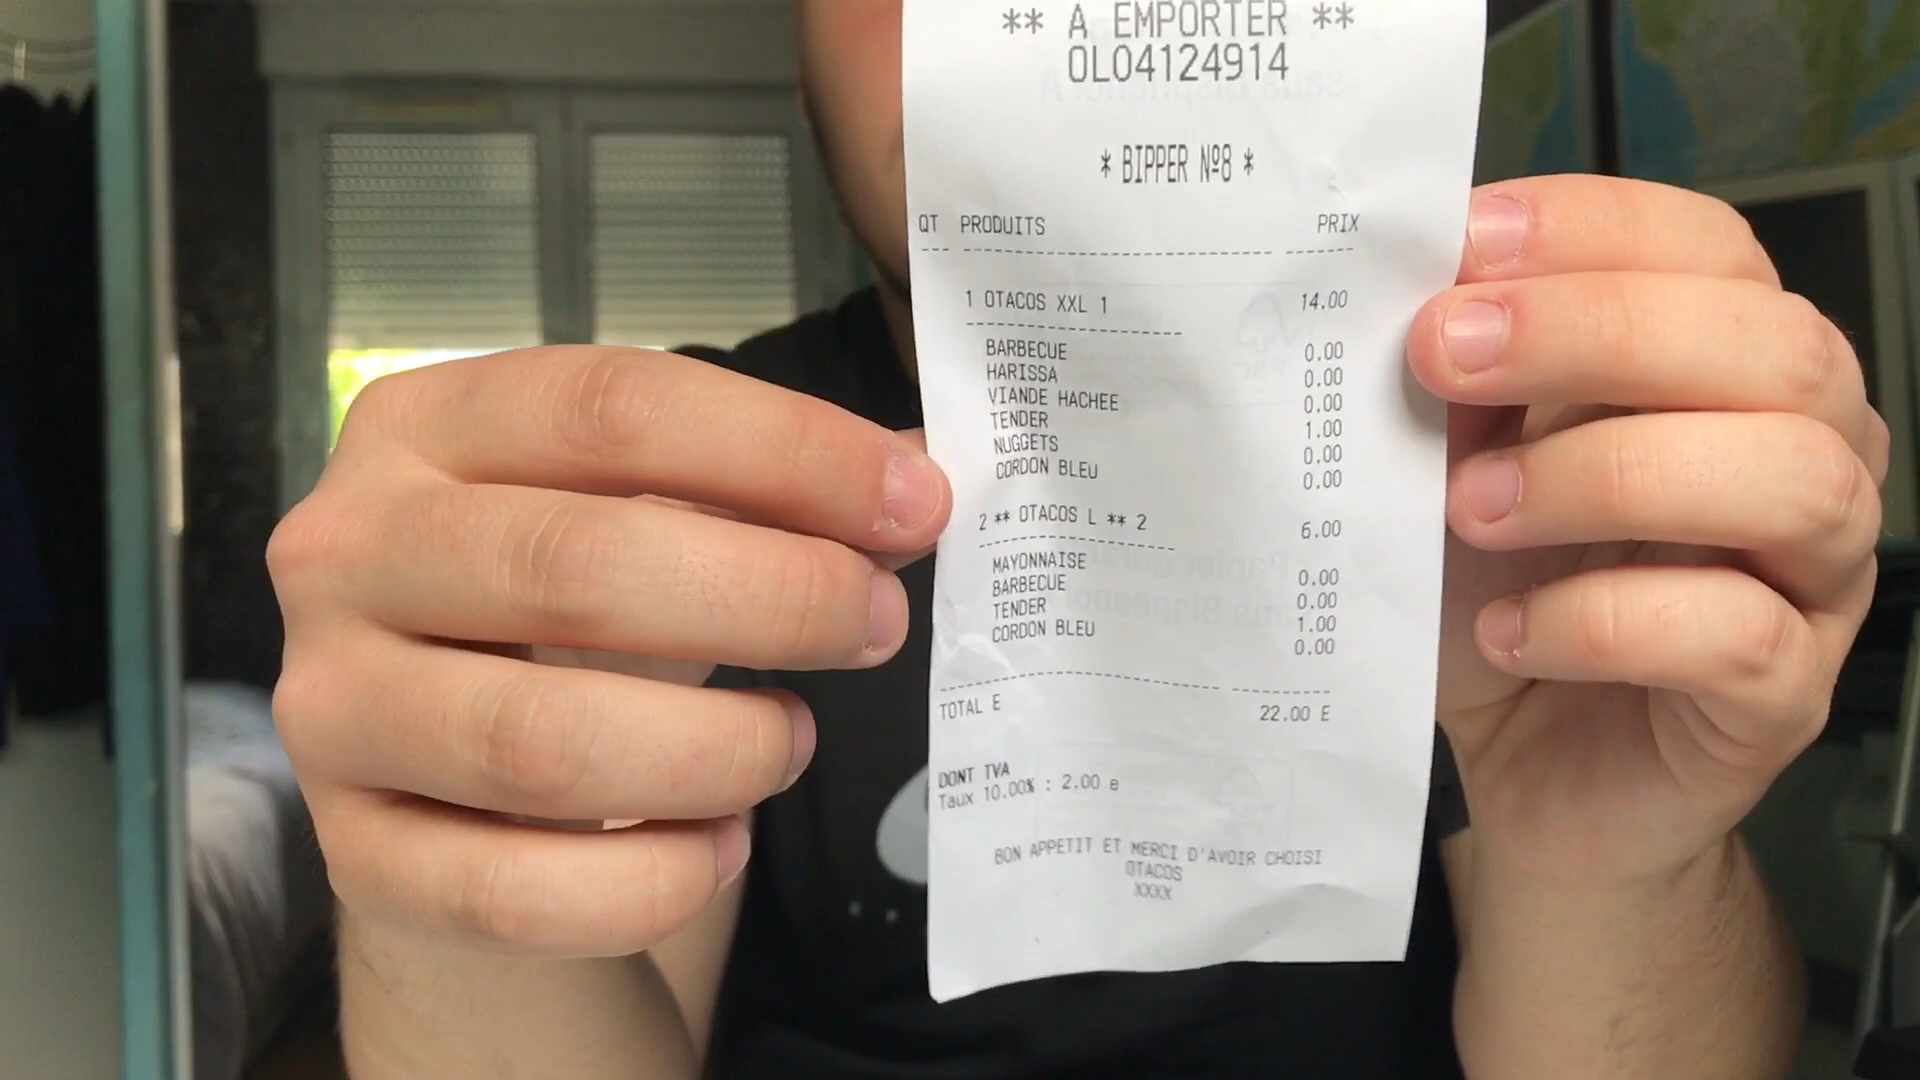 ** A EMPORTER **
OLO4124914
* BIPPER Nº8 *
QT PRODUITS PRIX
1 OTACOS XXL 1 14.00
BARBECUE 0.00
HARISSA 0.00
VIANDE HACHEE 0.00
TENDER 1.00
NUGGETS 0.00
CORDON BLEU 0.00
2 ** OTACOS L ** 2 6.00
MAYONNAISE 0.00
BARBECUE 0.00
TENDER 1.00
CORDON BLEU 0.00
TOTAL E 22.00 E
DONT TVA
Taux 10.00% : 2.00 e
BON APPETIT ET MERCI D'AVOIR CHOISI
OTACOS
XXXX